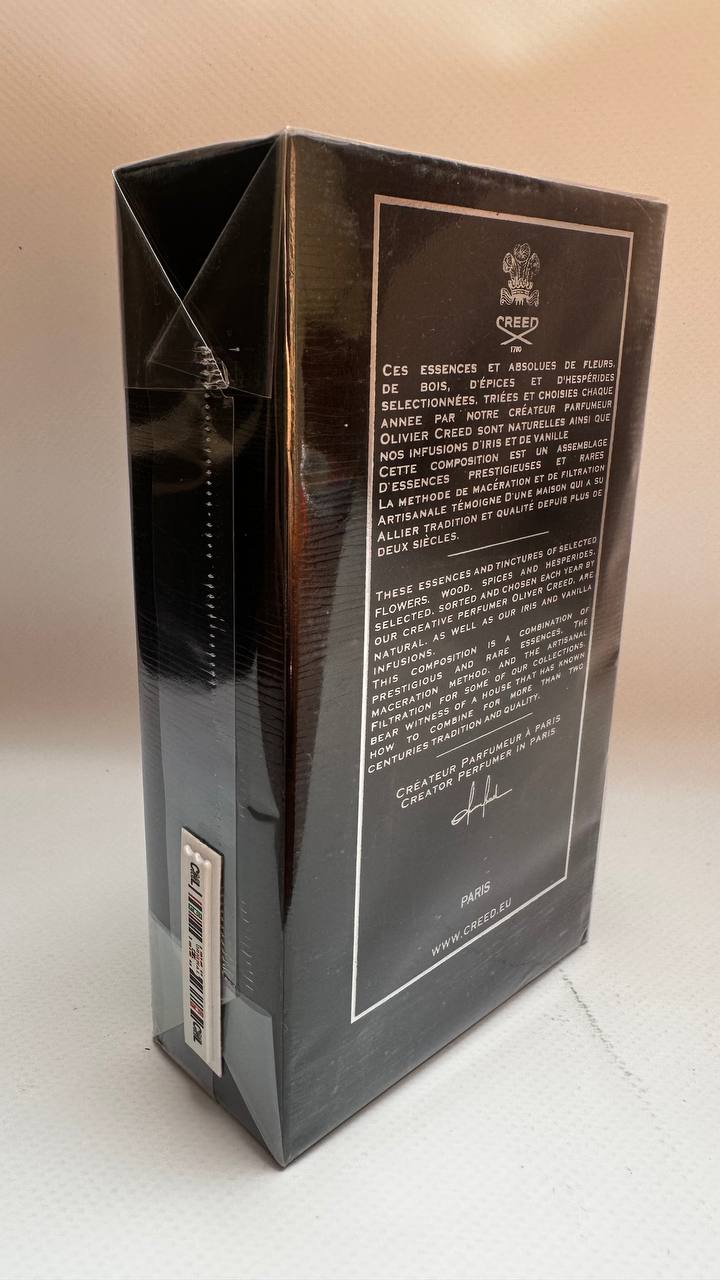 CREED
1760
CES ESSENCES ET ABSOLUES DE FLEURS,
DE BOIS, D'ÉPICES ET D'HESPÉRIDES
SELECTIONNÉES, TRIÉES ET CHOISIES CHAQUE
ANNEE PAR NOTRE CRÉATEUR PARFUMEUR
OLIVIER CREED SONT NATURELLES AINSI QUE
NOS INFUSIONS D'IRIS ET DE VANILLE
CETTE COMPOSITION EST UN ASSEMBLAGE
D'ESSENCES PRESTIGIEUSES ET RARES
LA METHODE DE MACÉRATION ET DE FILTRATION
ARTISANALE TÉMOIGNE D'UNE MAISON QUI A SU
ALLIER TRADITION ET QUALITÉ DEPUIS PLUS DE
DEUX SIÈCLES.
THESE ESSENCES AND TINCTURES OF SELECTED
FLOWERS, WOOD, SPICES AND HESPERIDES,
SELECTED, SORTED AND CHOSEN EACH YEAR BY
OUR CREATIVE PERFUMER OLIVER CREED, ARE
NATURAL, AS WELL AS OUR IRIS AND VANILLA
INFUSIONS.
THIS COMPOSITION IS A COMBINATION OF
PRESTIGIOUS AND RARE ESSENCES. THE
MACERATION METHOD, AND THE ARTISANAL
FILTRATION FOR SOME OF OUR COLLECTIONS,
BEAR WITNESS OF A HOUSE THAT HAS KNOWN
HOW TO COMBINE FOR MORE THAN TWO
CENTURIES TRADITION AND QUALITY.
CRÉATEUR PARFUMEUR À PARIS
CREATOR PERFUMER IN PARIS
PARIS
WWW.CREED.EU